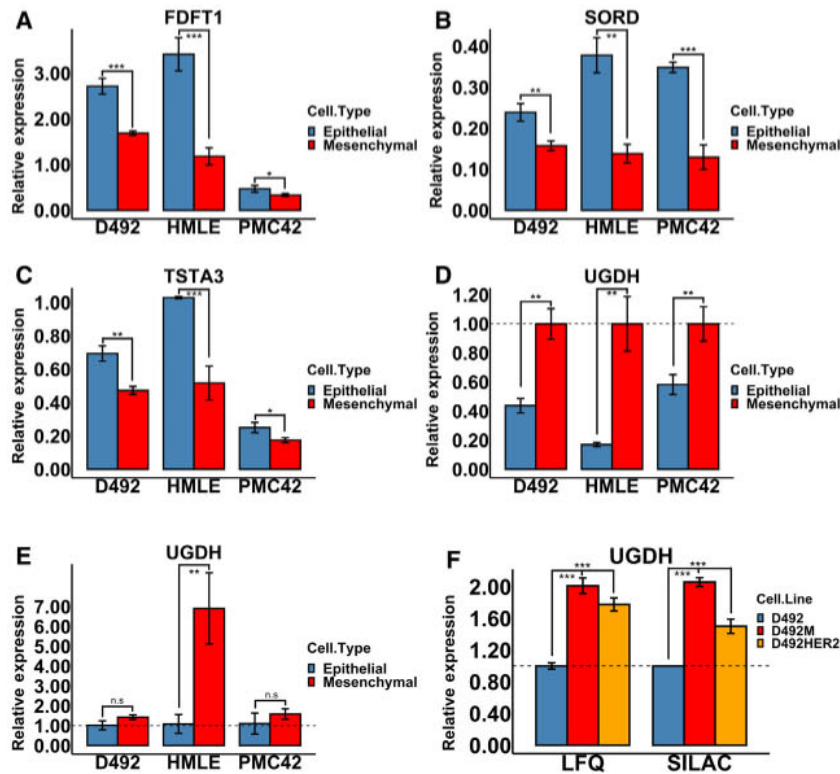 A
FDFT1
Relative expression
3.00
2.00
1.00
0.00
***
***
*
D492 HMLE PMC42
Cell.Type
Epithelial
Mesenchymal
B
SORD
Relative expression
0.40
0.30
0.20
0.10
0.00
**
**
***
D492 HMLE PMC42
Cell.Type
Epithelial
Mesenchymal
C
TSTA3
Relative expression
1.00
0.80
0.60
0.40
0.20
0.00
**
***
*
D492 HMLE PMC42
Cell.Type
Epithelial
Mesenchymal
D
UGDH
Relative expression
1.20
1.00
0.80
0.60
0.40
0.20
0.00
**
**
**
D492 HMLE PMC42
Cell.Type
Epithelial
Mesenchymal
E
UGDH
Relative expression
7.00
6.00
5.00
4.00
3.00
2.00
1.00
0.00
n.s
**
n.s
D492 HMLE PMC42
Cell.Type
Epithelial
Mesenchymal
F
UGDH
Relative expression
2.00
1.60
1.20
0.80
0.40
0.00
***
***
***
***
LFQ SILAC
Cell.Line
D492
D492M
D492HER2